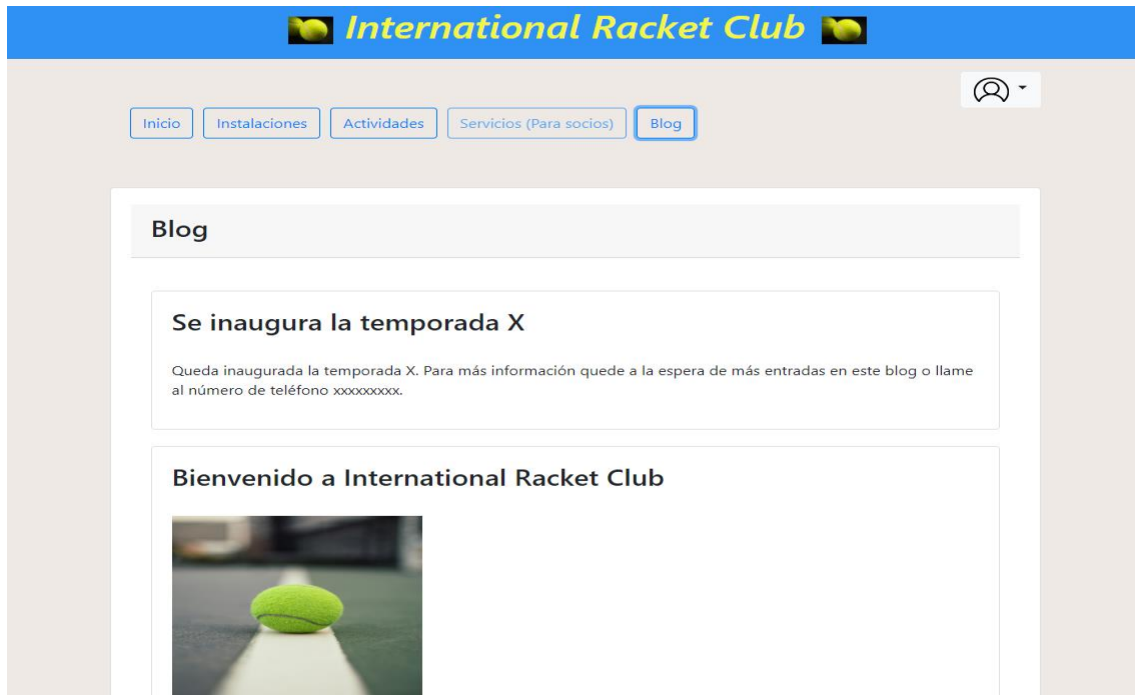 International Racket Club
Inicio
Instalaciones
Actividades
Servicios (Para socios)
Blog
Blog
Se inaugura la temporada X
Queda inaugurada la temporada X. Para más información quede a la espera de más entradas en este blog o llame
al número de teléfono xxxxxxxxx.
Bienvenido a International Racket Club